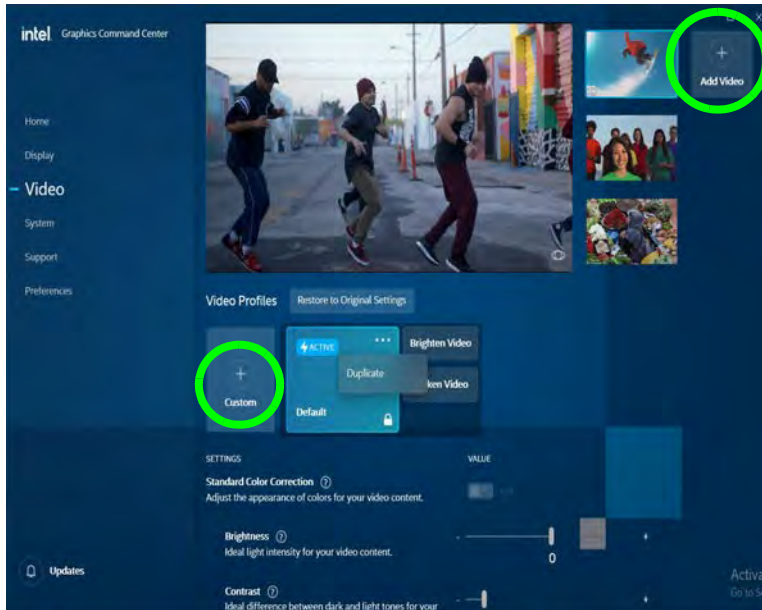 intel Graphics Command Center
Add Video
Home
Display
Video
System
Support
Preferences
Video Profiles
Restore to Original Settings
ACTIVE
Brighten Video
Duplicate
ken Video
Custom
Default
SETTINGS
VALUE
Standard Color Correction ?
Adjust the appearance of colors for your video content.
Brightness ?
Ideal light intensity for your video content.
0
Updates
Contrast ?
Ideal difference between dark and light tones for your
Activa
Go to S